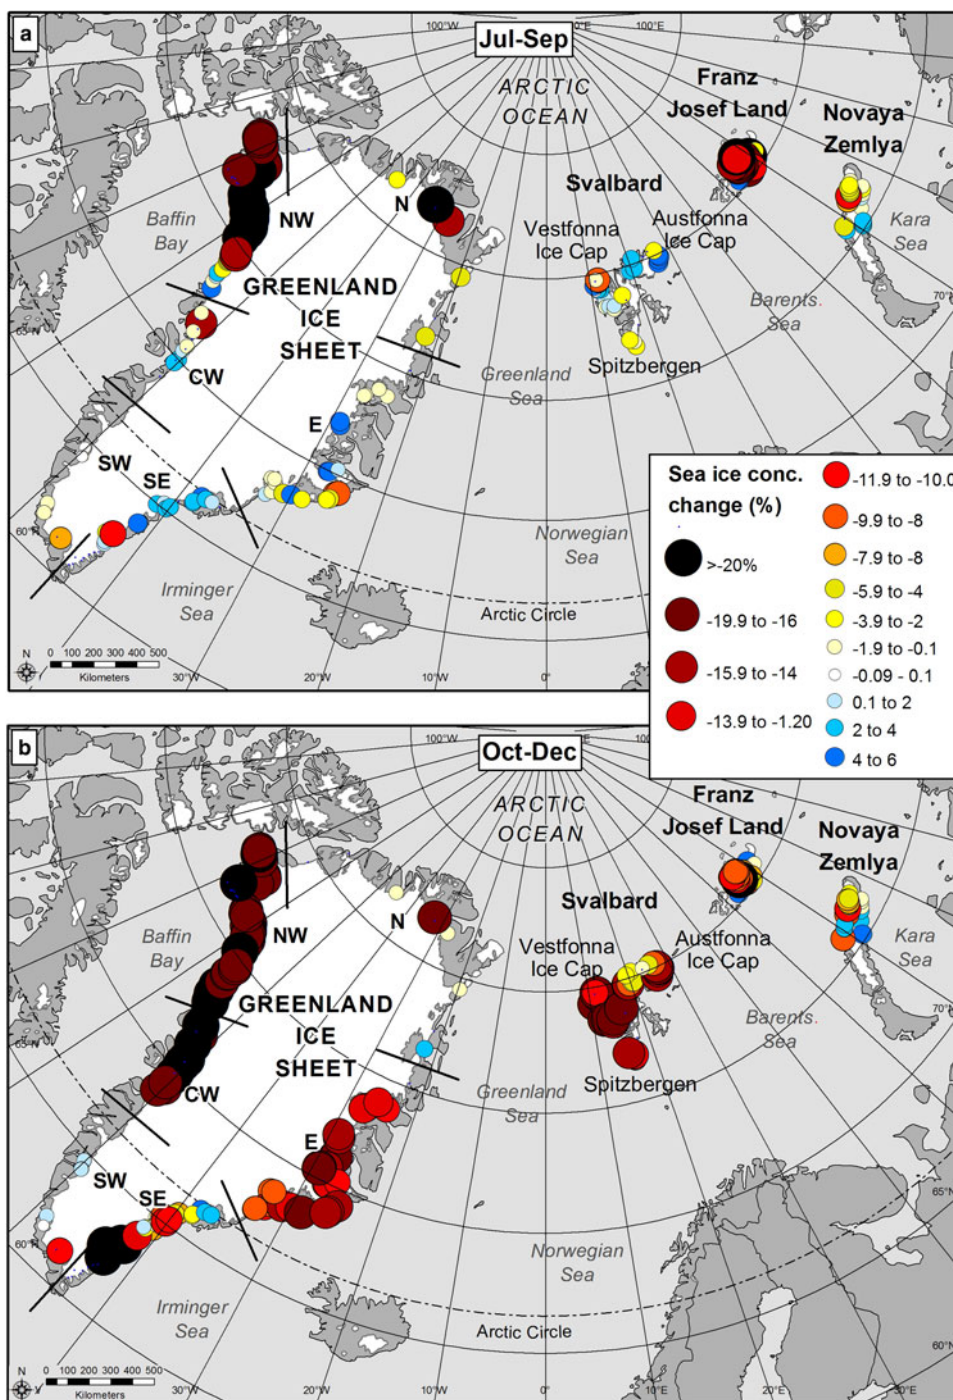 a
Jul-Sep
100°W
100°E
ARCTIC
OCEAN
Franz
Josef Land
Novaya
Zemlya
Svalbard
Vestfonna
Ice Cap
Austfonna
Ice Cap
Kara
Sea
Baffin
Bay
NW
N
GREENLAND
ICE
SHEET
CW
Spitzbergen
Barents
Sea
70°N
Greenland
Sea
E
SW
SE
60°N
Irminger
Sea
Norwegian
Sea
Arctic Circle
N
0 100 200 300 400 500
Kilometers
30°W
20°W
10°W
0°
10°E
Sea ice conc.
change (%)
>-20%
-19.9 to -16
-15.9 to -14
-13.9 to -1.20
-11.9 to -10.0
-9.9 to -8
-7.9 to -8
-5.9 to -4
-3.9 to -2
-1.9 to -0.1
-0.09 - 0.1
0.1 to 2
2 to 4
4 to 6
b
Oct-Dec
100°W
100°E
ARCTIC
OCEAN
Franz
Josef Land
Novaya
Zemlya
Svalbard
Vestfonna
Ice Cap
Austfonna
Ice Cap
Kara
Sea
Baffin
Bay
NW
N
GREENLAND
ICE
SHEET
CW
Spitzbergen
Barents
Sea
70°N
65°N
Greenland
Sea
E
SW
SE
65°N
60°N
Irminger
Sea
Norwegian
Sea
Arctic Circle
60°N
N
0 100 200 300 400 500
Kilometers
30°W
20°W
10°W
0°
10°E
20°E
30°E